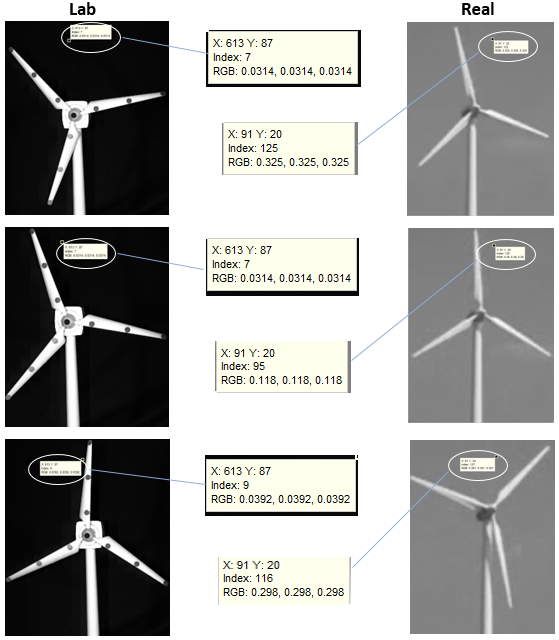 Lab
Real
X: 613 Y: 87
Index: 7
RGB: 0.0314, 0.0314, 0.0314
X: 91 Y: 20
Index: 125
RGB: 0.325, 0.325, 0.325
X: 613 Y: 87
Index: 7
RGB: 0.0314, 0.0314, 0.0314
X: 91 Y: 20
Index: 95
RGB: 0.118, 0.118, 0.118
X: 613 Y: 87
Index: 9
RGB: 0.0392, 0.0392, 0.0392
X: 91 Y: 20
Index: 116
RGB: 0.298, 0.298, 0.298